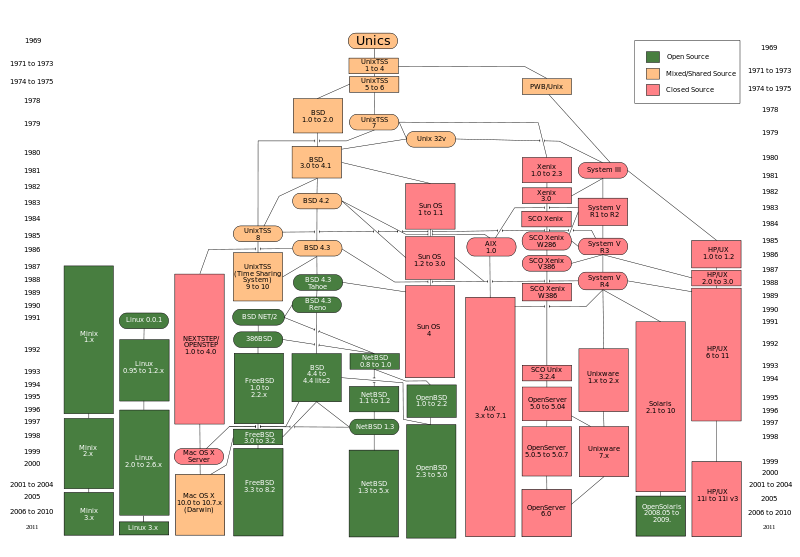 Unics
1969
1969
Open Source
Mixed/Shared Source
Closed Source
1971 to 1973
UnixTSS
1 to 4
1971 to 1973
1974 to 1975
UnixTSS
5 to 6
PWB/Unix
1974 to 1975
1978
BSD
1.0 to 2.0
1978
1979
UnixTSS
7
Unix 32v
1979
1980
BSD
3.0 to 4.1
Xenix
1.0 to 2.3
System III
1980
1981
1981
1982
Sun OS
1 to 1.1
Xenix
3.0
1982
1983
BSD 4.2
System V
R1 to R2
1983
1984
SCO Xenix
1984
1985
UnixTSS
8
SCO Xenix
W286
1985
1986
BSD 4.3
AIX
1.0
System V
R3
HP/UX
1.0 to 1.2
1986
1987
UnixTSS
(Time Sharing
System)
9 to 10
Sun OS
1.2 to 3.0
SCO Xenix
V386
1987
1988
BSD 4.3
Tahoe
System V
R4
HP/UX
2.0 to 3.0
1988
1989
SCO Xenix
W386
1989
1990
BSD 4.3
Reno
1990
1991
Minix
1.x
Linux 0.0.1
BSD NET/2
1991
NEXTSTEP/
OPENSTEP
1.0 to 4.0
386BSD
Sun OS
4
1992
HP/UX
6 to 11
1992
Linux
0.95 to 1.2.x
NetBSD
0.8 to 1.0
1993
BSD
4.4 to
4.4 lite2
SCO Unix
3.2.4
Unixware
1.x to 2.x
1993
1994
FreeBSD
1.0 to
2.2.x
1994
1995
NetBSD
1.1 to 1.2
OpenBSD
1.0 to 2.2
OpenServer
5.0 to 5.04
1995
1996
AIX
3.x to 7.1
Solaris
2.1 to 10
1996
1997
NetBSD 1.3
1997
1998
FreeBSD
3.0 to 3.2
1998
1999
Minix
2.x
Linux
2.0 to 2.6.x
Mac OS X
Server
OpenServer
5.0.5 to 5.0.7
Unixware
7.x
1999
2000
FreeBSD
3.3 to 8.2
NetBSD
1.3 to 5.x
OpenBSD
2.3 to 5.0
2000
2001 to 2004
Mac OS X
10.0 to 10.7.x
(Darwin)
HP/UX
11i to 11i v3
2001 to 2004
2005
OpenServer
6.0
OpenSolaris
2008.05 to
2009.
2005
2006 to 2010
Minix
3.x
2006 to 2010
2011
Linux 3.x
2011